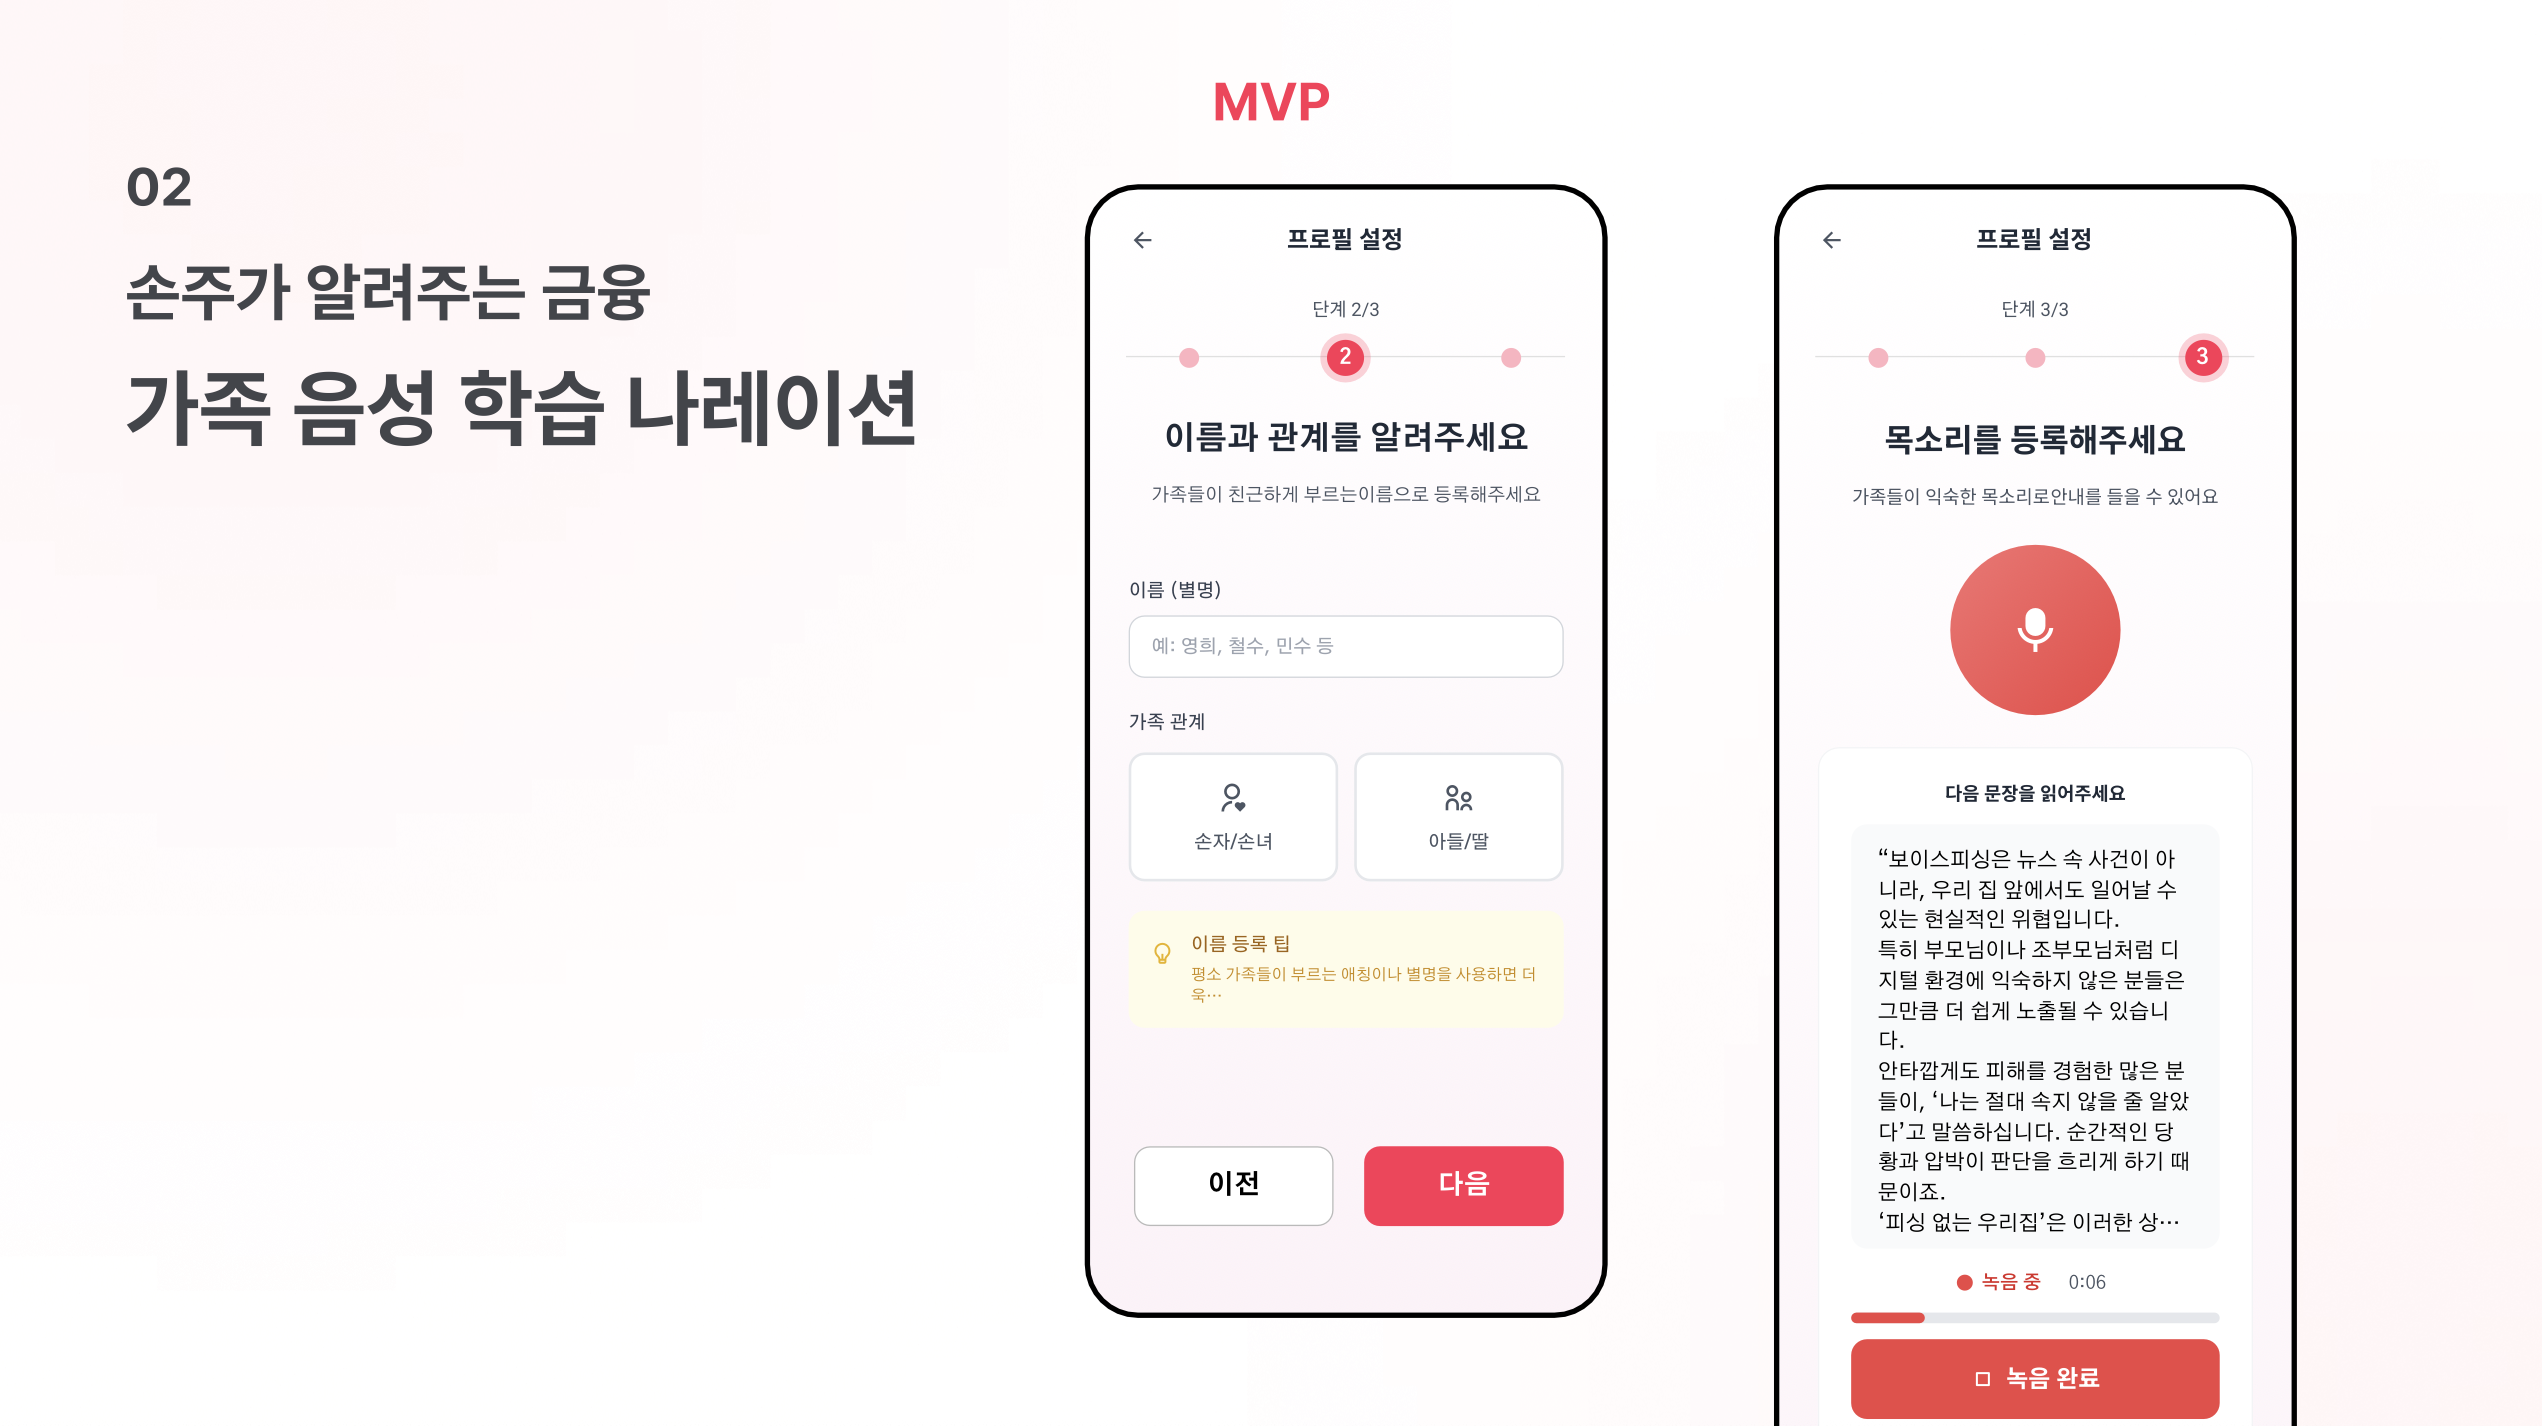 MVP
02
손주가 알려주는 금융
가족 음성 학습 나레이션
프로필 설정
단계 2/3
2
이름과 관계를 알려주세요
가족들이 친근하게 부르는이름으로 등록해주세요
이름 (별명)
예: 영희, 철수, 민수 등
가족 관계
손자/손녀
아들/딸
이름 등록 팁
평소 가족들이 부르는 애칭이나 별명을 사용하면 더
욱…
이전
다음
프로필 설정
단계 3/3
3
목소리를 등록해주세요
가족들이 익숙한 목소리로안내를 들을 수 있어요
다음 문장을 읽어주세요
“보이스피싱은 뉴스 속 사건이 아
니라, 우리 집 앞에서도 일어날 수
있는 현실적인 위협입니다.
특히 부모님이나 조부모님처럼 디
지털 환경에 익숙하지 않은 분들은
그만큼 더 쉽게 노출될 수 있습니
다.
안타깝게도 피해를 경험한 많은 분
들이, ‘나는 절대 속지 않을 줄 알았
다’고 말씀하십니다. 순간적인 당
황과 압박이 판단을 흐리게 하기 때
문이죠.
‘피싱 없는 우리집’은 이러한 상…
녹음 중 0:06
녹음 완료